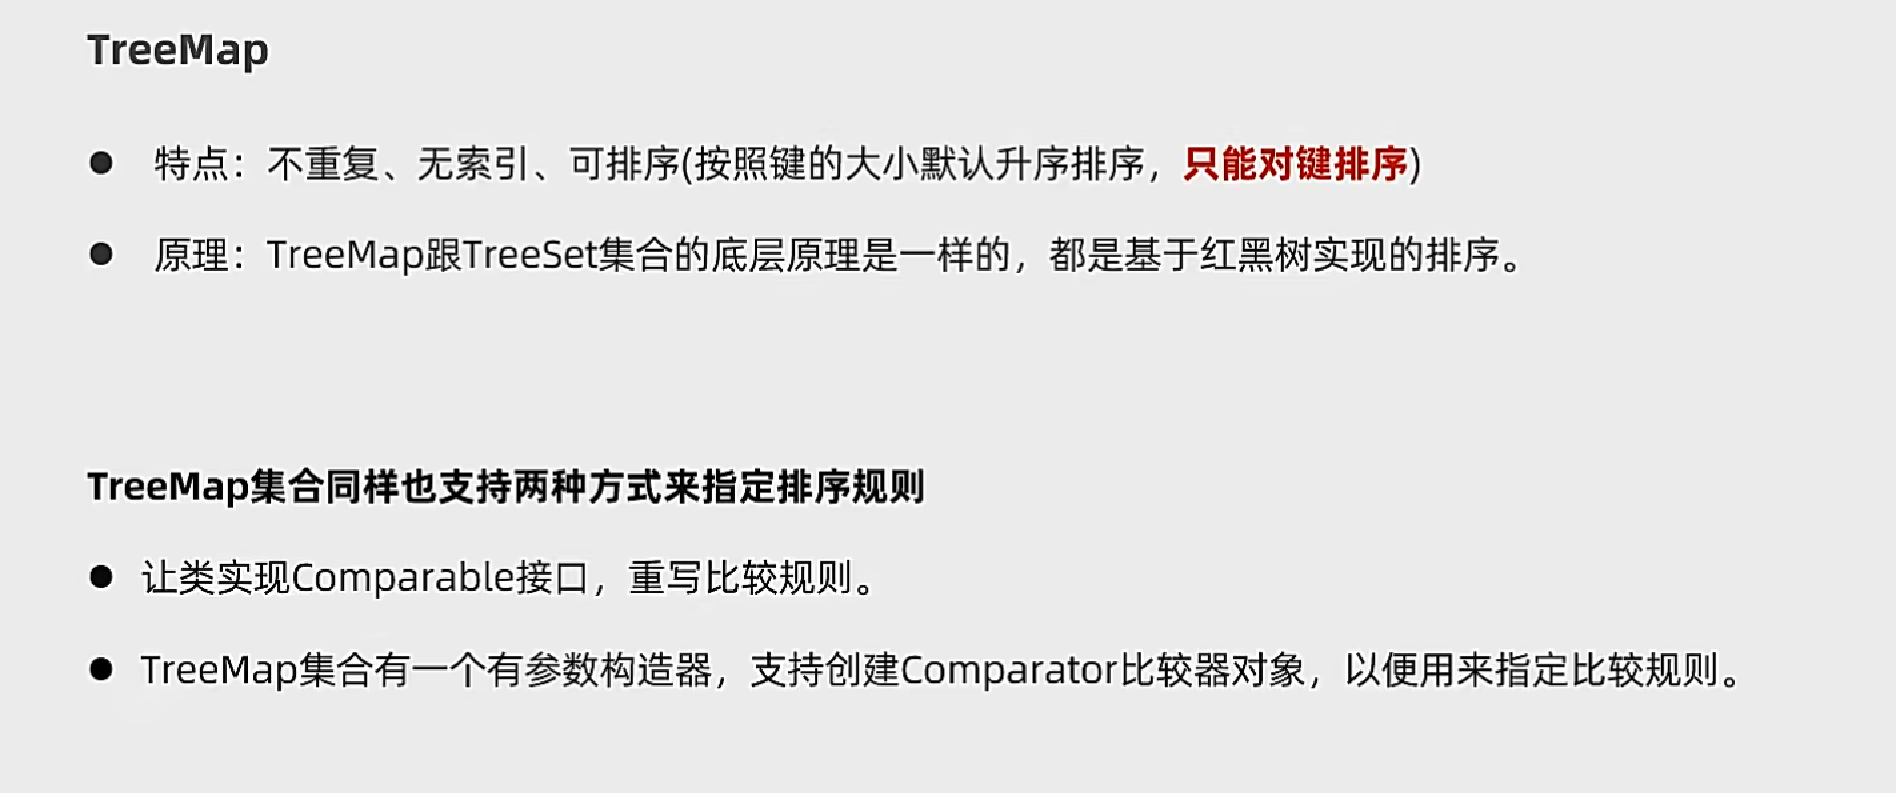 TreeMap
● 特点：不重复、无索引、可排序(按照键的大小默认升序排序，只能对键排序)
● 原理：TreeMap跟TreeSet集合的底层原理是一样的，都是基于红黑树实现的排序。
TreeMap集合同样也支持两种方式来指定排序规则
● 让类实现Comparable接口，重写比较规则。
● TreeMap集合有一个有参数构造器，支持创建Comparator比较器对象，以便用来指定比较规则。